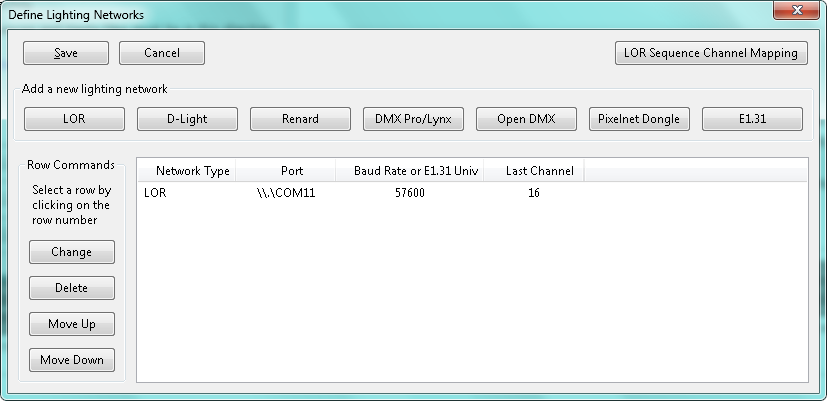 Define Lighting Networks
Save Cancel LOR Sequence Channel Mapping
Add a new lighting network
LOR D-Light Renard DMX Pro/Lynx Open DMX Pixelnet Dongle E1.31
Row Commands
Select a row by
clicking on the
row number
Change
Delete
Move Up
Move Down
Network Type Port Baud Rate or E1.31 Univ Last Channel
LOR \\.\COM11 57600 16